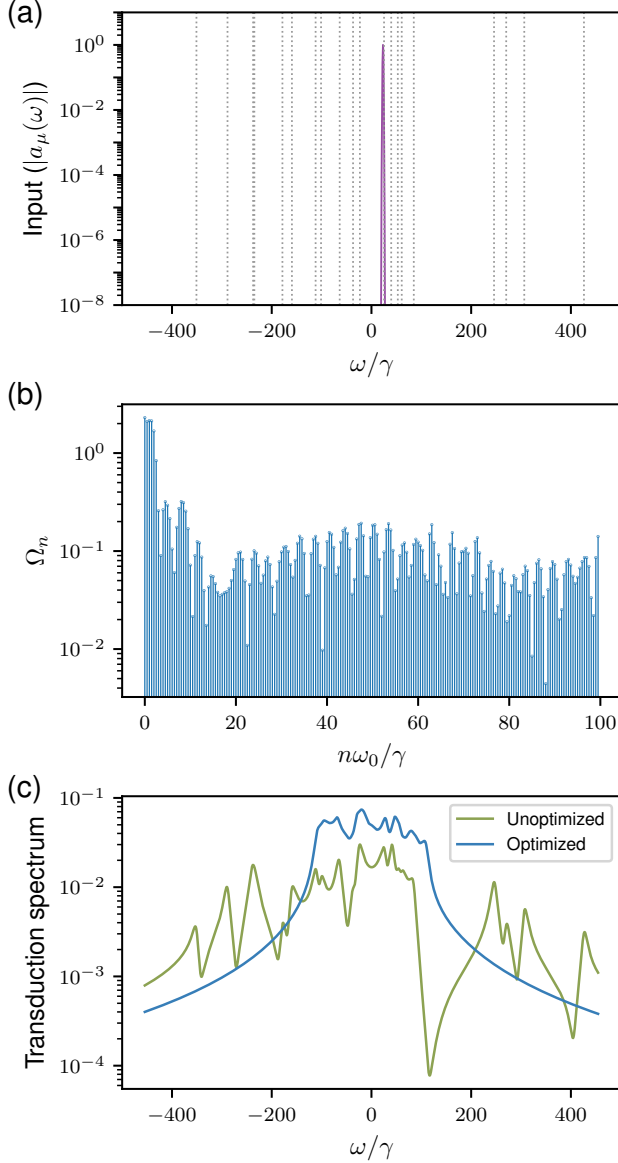 (a)
Input (|a_μ(ω)|)
10^0
10^−2
10^−4
10^−6
10^−8
−400 −200 0 200 400
ω/γ
(b)
Ω_n
10^0
10^−1
10^−2
0 20 40 60 80 100
nω_0/γ
(c)
Transduction spectrum
10^−1
10^−2
10^−3
10^−4
Unoptimized
Optimized
−400 −200 0 200 400
ω/γ